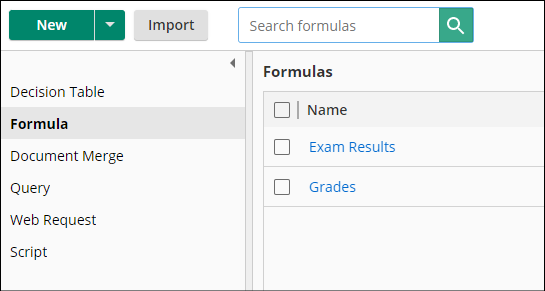 New
Import
Search formulas
Decision Table
Formula
Document Merge
Query
Web Request
Script
Formulas
Name
Exam Results
Grades